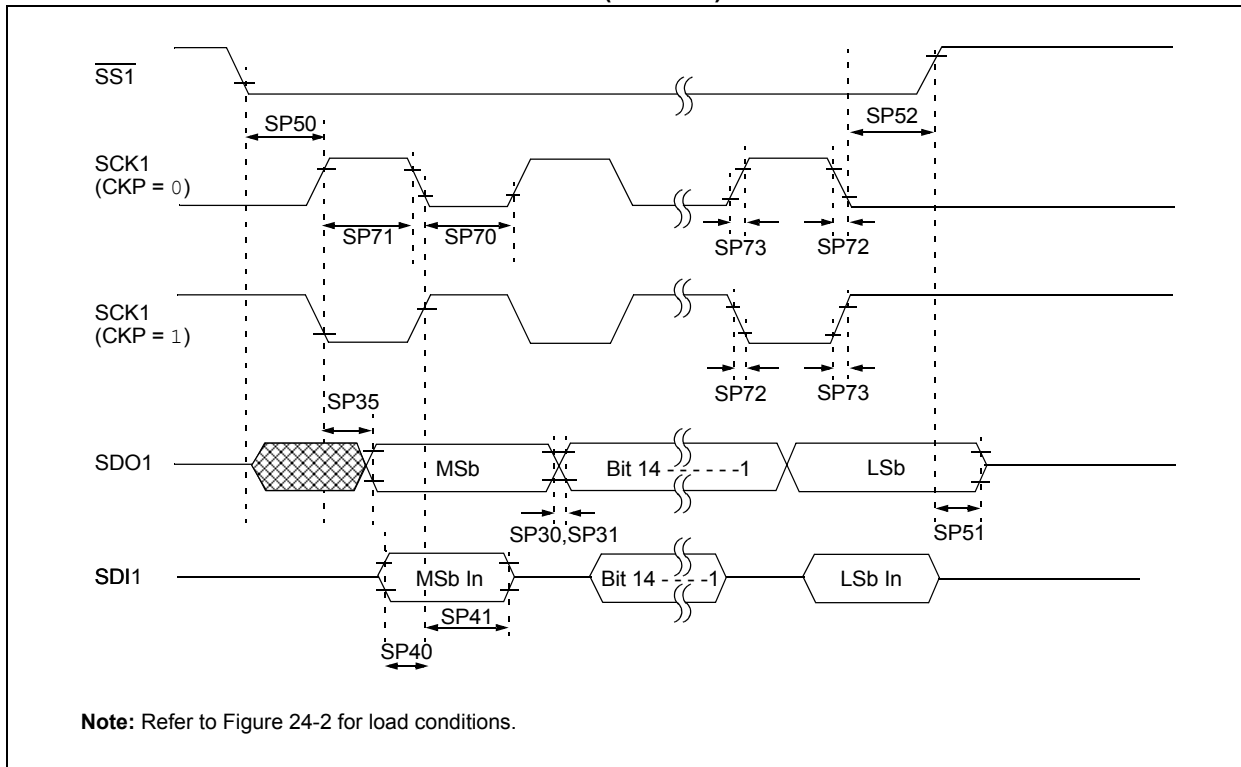 SS1
SP50
SP52
SCK1
(CKP = 0)
SP71
SP70
SP73
SP72
SCK1
(CKP = 1)
SP72
SP73
SP35
SDO1
MSb
Bit 14 - - - - - -1
LSb
SP30,SP31
SP51
SDI1
MSb In
Bit 14 - - - -1
LSb In
SP41
SP40
Note: Refer to Figure 24-2 for load conditions.